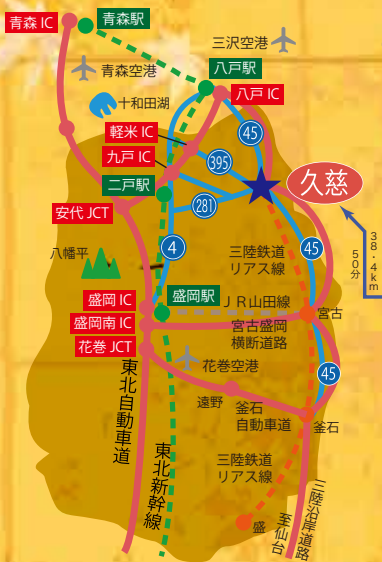 青森IC
青森駅
三沢空港
青森空港
八戸駅
八戸IC
十和田湖
軽米IC
45
395
九戸IC
二戸駅
久慈
281
安代JCT
38.4km
50分
4
三陸鉄道
リアス線
45
八幡平
盛岡IC
盛岡駅
JR山田線
宮古
盛岡南IC
宮古盛岡
横断道路
花巻JCT
花巻空港
45
東北自動車道
遠野
釜石
自動車道
釜石
東北新幹線
三陸鉄道
リアス線
三陸沿岸道路
至仙台
盛